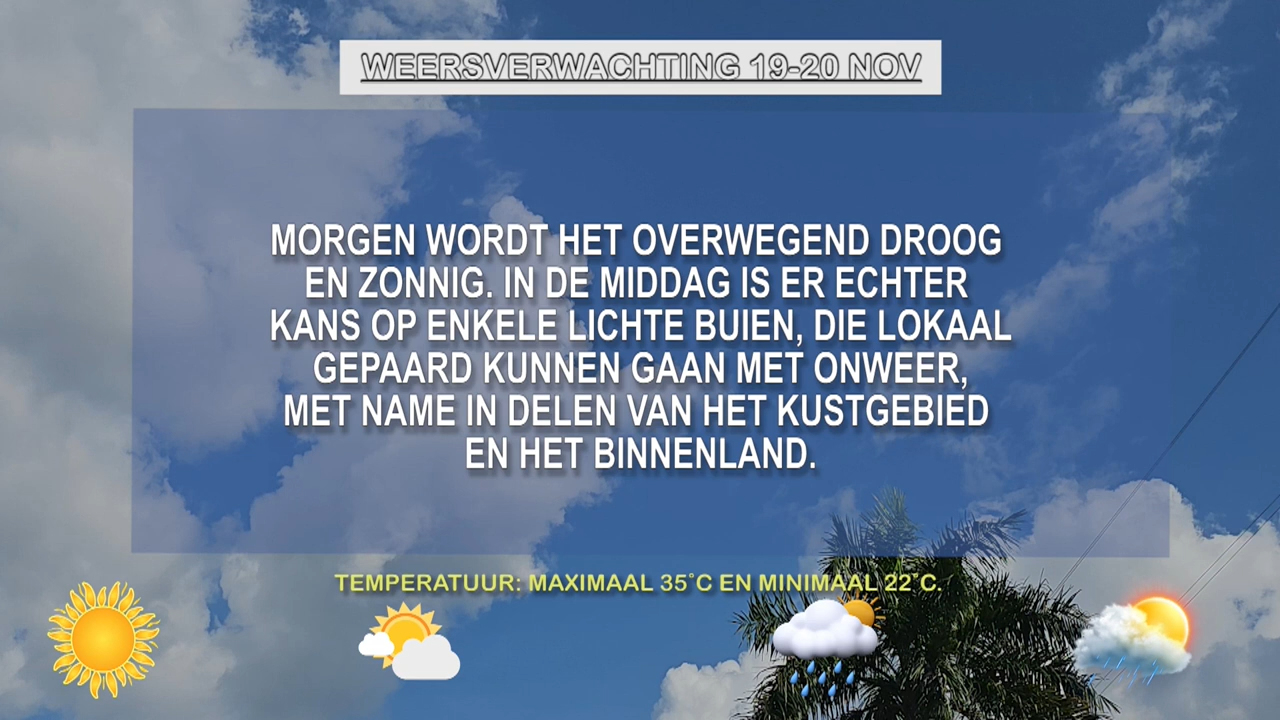 WEERSVERWACHTING 19-20 NOV
MORGEN WORDT HET OVERWEGEND DROOG
EN ZONNIG. IN DE MIDDAG IS ER ECHTER
KANS OP ENKELE LICHTE BUIEN, DIE LOKAAL
GEPAARD KUNNEN GAAN MET ONWEER,
MET NAME IN DELEN VAN HET KUSTGEBIED
EN HET BINNENLAND.
TEMPERATUUR: MAXIMAAL 35°C EN MINIMAAL 22°C.